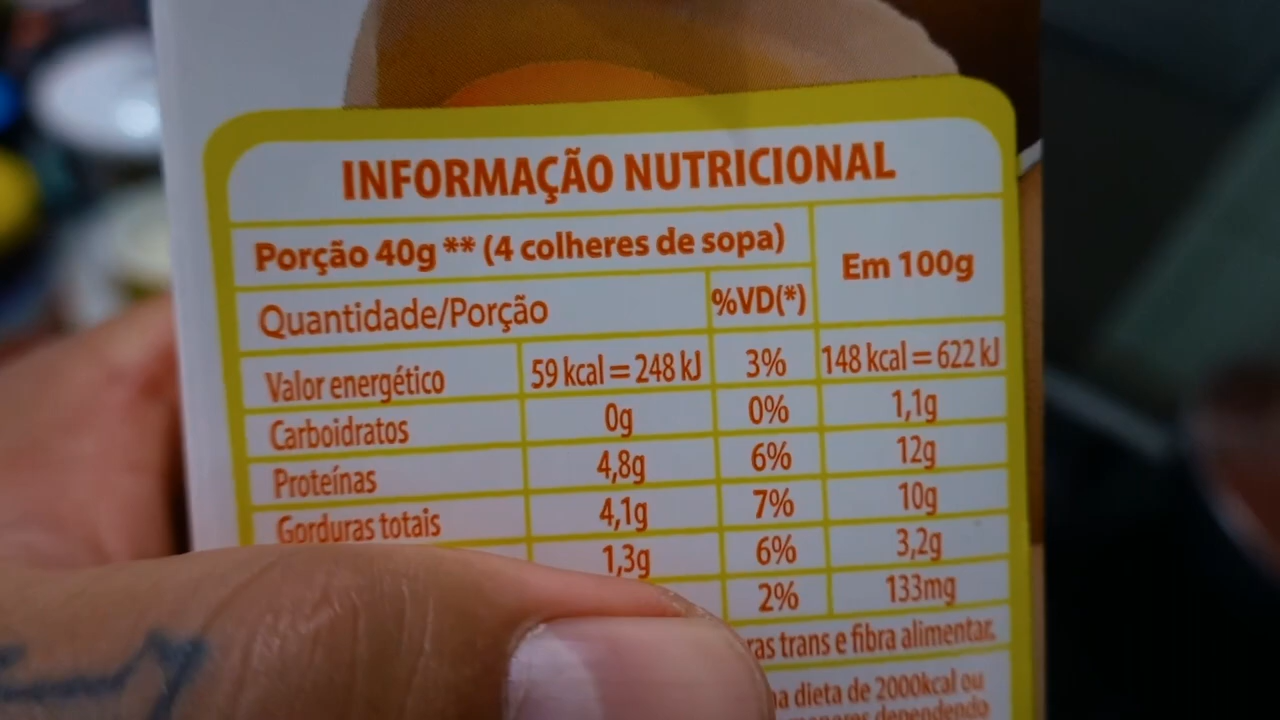 INFORMAÇÃO NUTRICIONAL
Porção 40g ** (4 colheres de sopa)
Em 100g
Quantidade/Porção
%VD(*)
Valor energético 59 kcal = 248 kJ 3% 148 kcal = 622 kJ
Carboidratos 0g 0% 1,1g
Proteínas 4,8g 6% 12g
Gorduras totais 4,1g 7% 10g
1,3g 6% 3,2g
2% 133mg
trans e fibra alimentar.
dieta de 2000kcal ou
dependendo